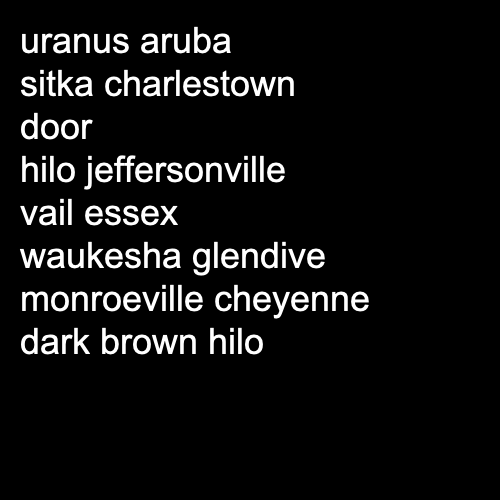 uranus aruba
sitka charlestown
door
hilo jeffersonville
vail essex
waukesha glendive
monroeville cheyenne
dark brown hilo